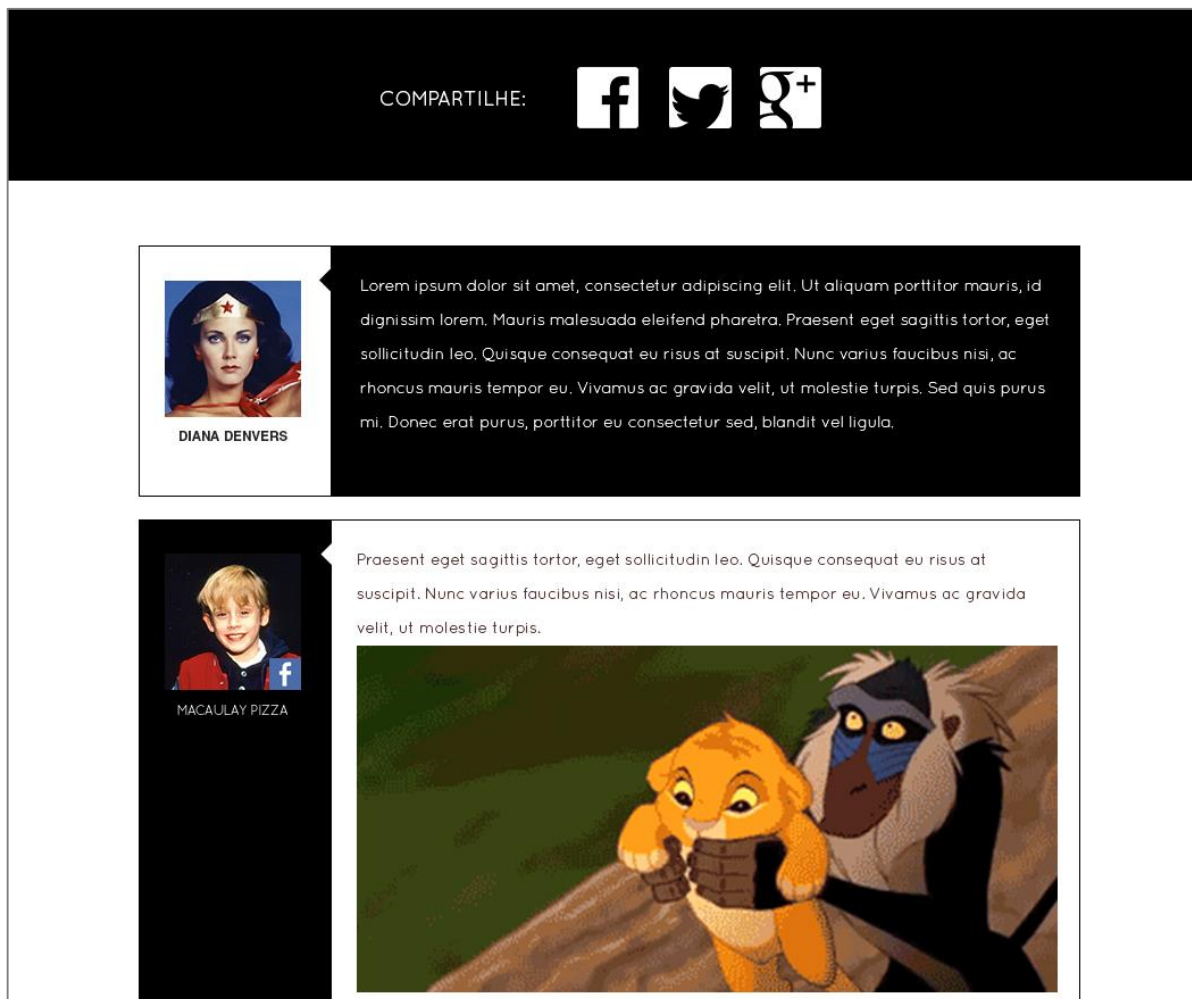 COMPARTILHE:
f
g+
Lorem ipsum dolor sit amet, consectetur adipiscing elit. Ut aliquam porttitor mauris, id
dignissim lorem. Mauris malesuada eleifend pharetra. Praesent eget sagittis tortor, eget
sollicitudin leo. Quisque consequat eu risus at suscipit. Nunc varius faucibus nisi, ac
rhoncus mauris tempor eu. Vivamus ac gravida velit, ut molestie turpis. Sed quis purus
mi. Donec erat purus, porttitor eu consectetur sed, blandit vel ligula.
DIANA DENVERS
Praesent eget sagittis tortor, eget sollicitudin leo. Quisque consequat eu risus at
suscipit. Nunc varius faucibus nisi, ac rhoncus mauris tempor eu. Vivamus ac gravida
velit, ut molestie turpis.
f
MACAULAY PIZZA